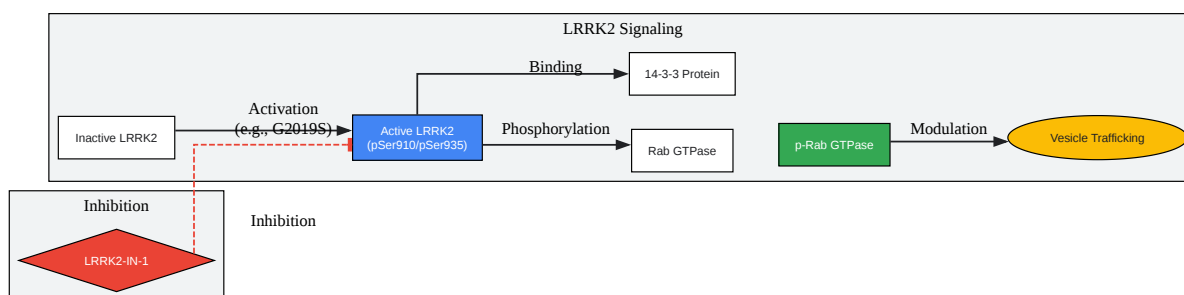 LRRK2 Signaling
Binding
14-3-3 Protein
Activation
(e.g., G2019S)
Inactive LRRK2
Active LRRK2
(pSer910/pSer935)
Phosphorylation
Rab GTPase
p-Rab GTPase
Modulation
Vesicle Trafficking
Inhibition
Inhibition
LRRK2-IN-1